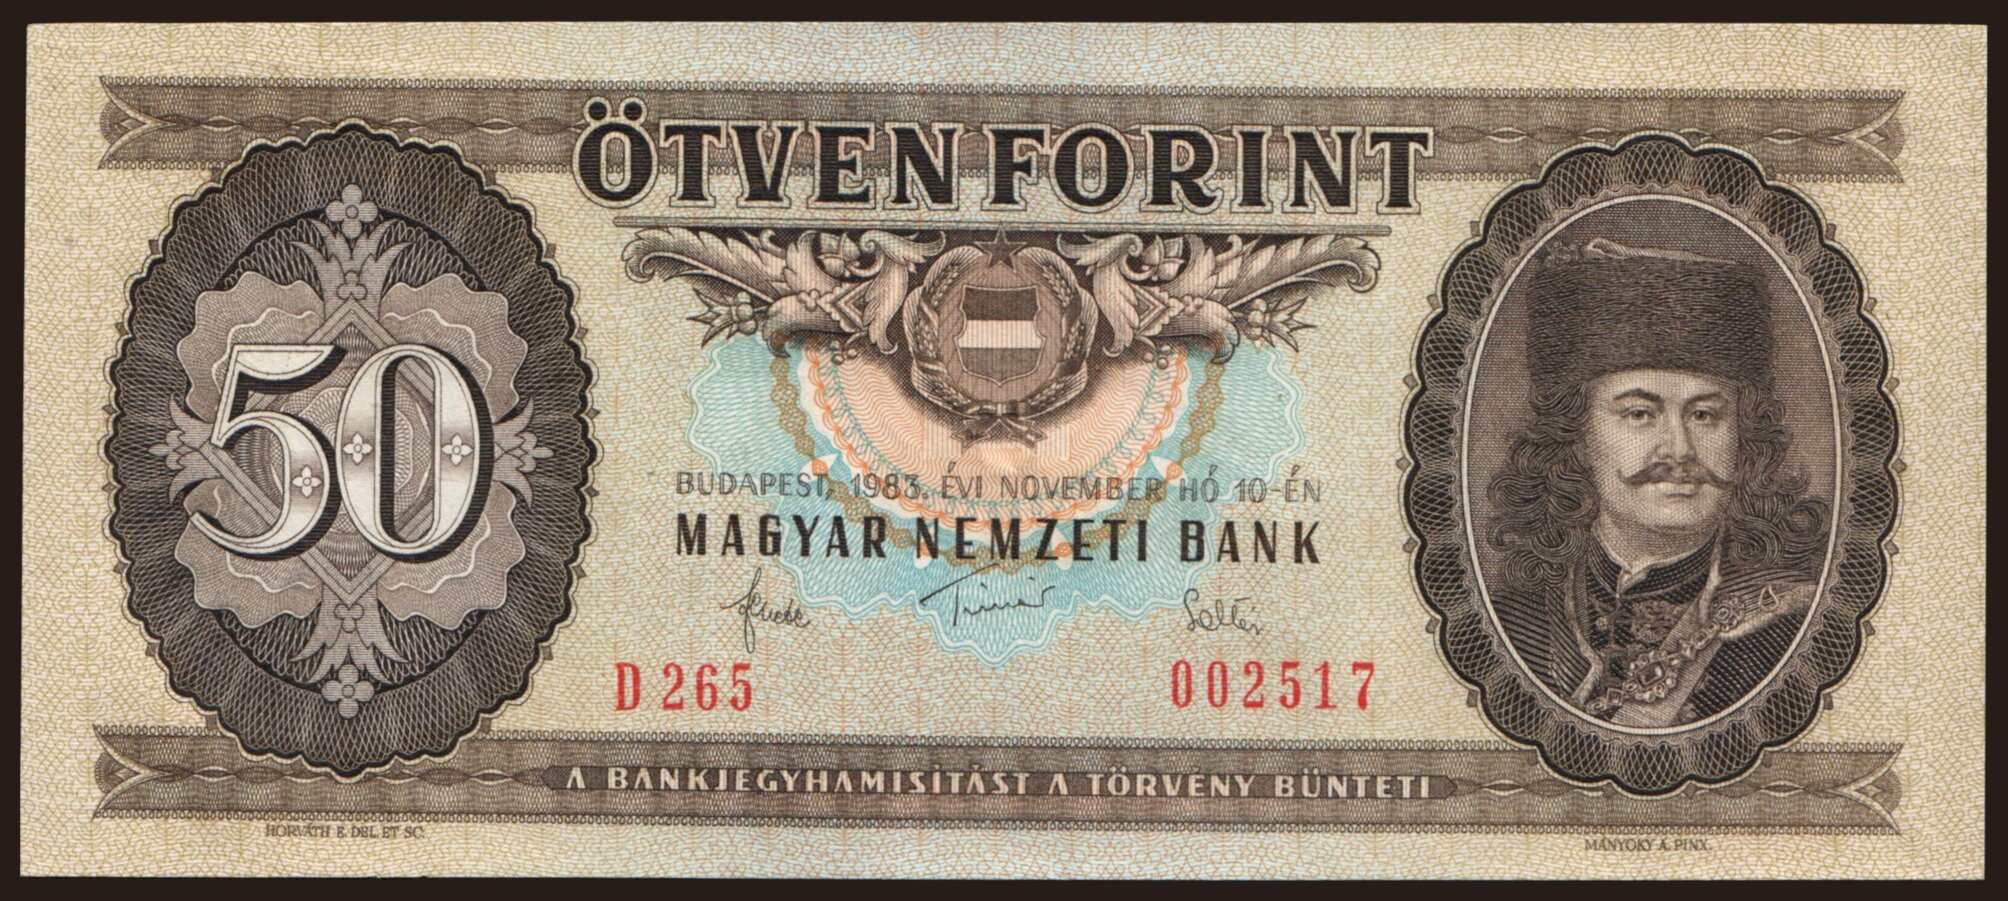 ÖTVEN FORINT
50
BUDAPEST, 1983. ÉVI NOVEMBER HÓ 10-ÉN
MAGYAR NEMZETI BANK
D 265 002517
A BANKJEGYHAMISÍTÁST A TÖRVÉNY BÜNTETI
HORVÁTH E. DEL. ET SC.
MÁNYOKY Á. PINX.